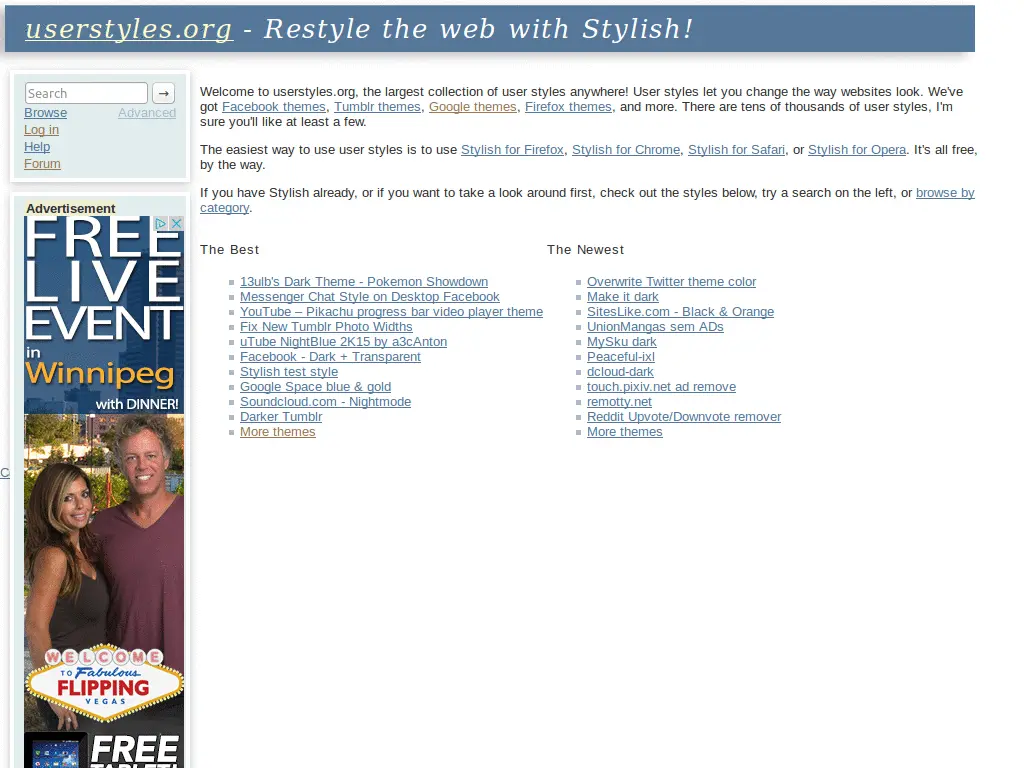 userstyles.org - Restyle the web with Stylish!
Search →
Browse Advanced
Log in
Help
Forum
Advertisement
FREE
LIVE
EVENT
in
Winnipeg
with DINNER!
WELCOME
TO Fabulous
FLIPPING
VEGAS
FREE
TABLET!
C
Welcome to userstyles.org, the largest collection of user styles anywhere! User styles let you change the way websites look. We've
got Facebook themes, Tumblr themes, Google themes, Firefox themes, and more. There are tens of thousands of user styles, I'm
sure you'll like at least a few.
The easiest way to use user styles is to use Stylish for Firefox, Stylish for Chrome, Stylish for Safari, or Stylish for Opera. It's all free,
by the way.
If you have Stylish already, or if you want to take a look around first, check out the styles below, try a search on the left, or browse by
category.
The Best
13ulb's Dark Theme - Pokemon Showdown
Messenger Chat Style on Desktop Facebook
YouTube – Pikachu progress bar video player theme
Fix New Tumblr Photo Widths
uTube NightBlue 2K15 by a3cAnton
Facebook - Dark + Transparent
Stylish test style
Google Space blue & gold
Soundcloud.com - Nightmode
Darker Tumblr
More themes
The Newest
Overwrite Twitter theme color
Make it dark
SitesLike.com - Black & Orange
UnionMangas sem ADs
MySku dark
Peaceful-ixl
dcloud-dark
touch.pixiv.net ad remove
remotty.net
Reddit Upvote/Downvote remover
More themes